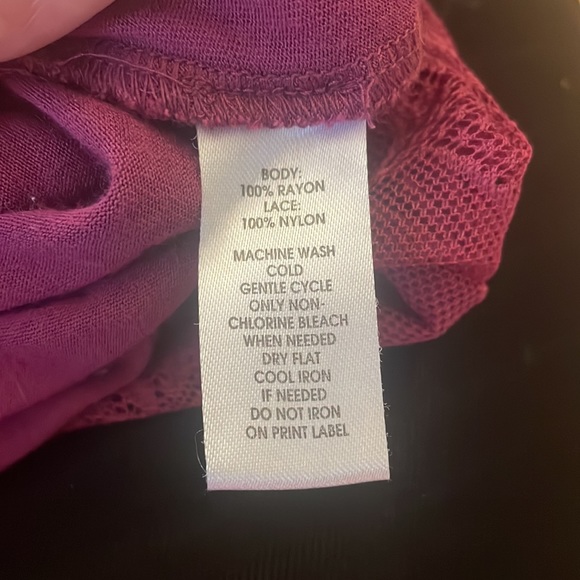 BODY:
100% RAYON
LACE:
100% NYLON
MACHINE WASH
COLD
GENTLE CYCLE
ONLY NON-
CHLORINE BLEACH
WHEN NEEDED
DRY FLAT
COOL IRON
IF NEEDED
DO NOT IRON
ON PRINT LABEL